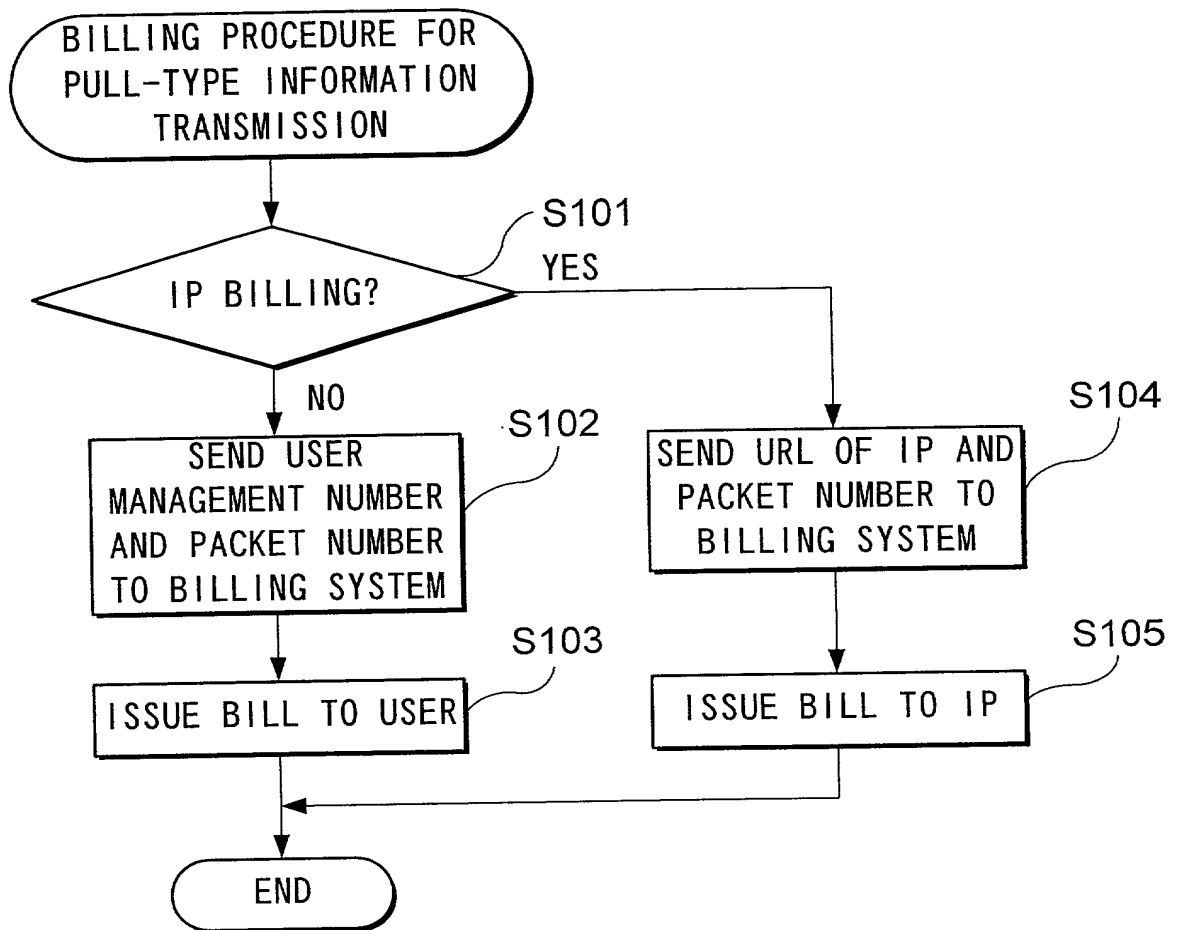 BILLING PROCEDURE FOR
PULL-TYPE INFORMATION
TRANSMISSION
S101
IP BILLING?
YES
NO
S102
SEND USER
MANAGEMENT NUMBER
AND PACKET NUMBER
TO BILLING SYSTEM
S104
SEND URL OF IP AND
PACKET NUMBER TO
BILLING SYSTEM
S103
ISSUE BILL TO USER
S105
ISSUE BILL TO IP
END